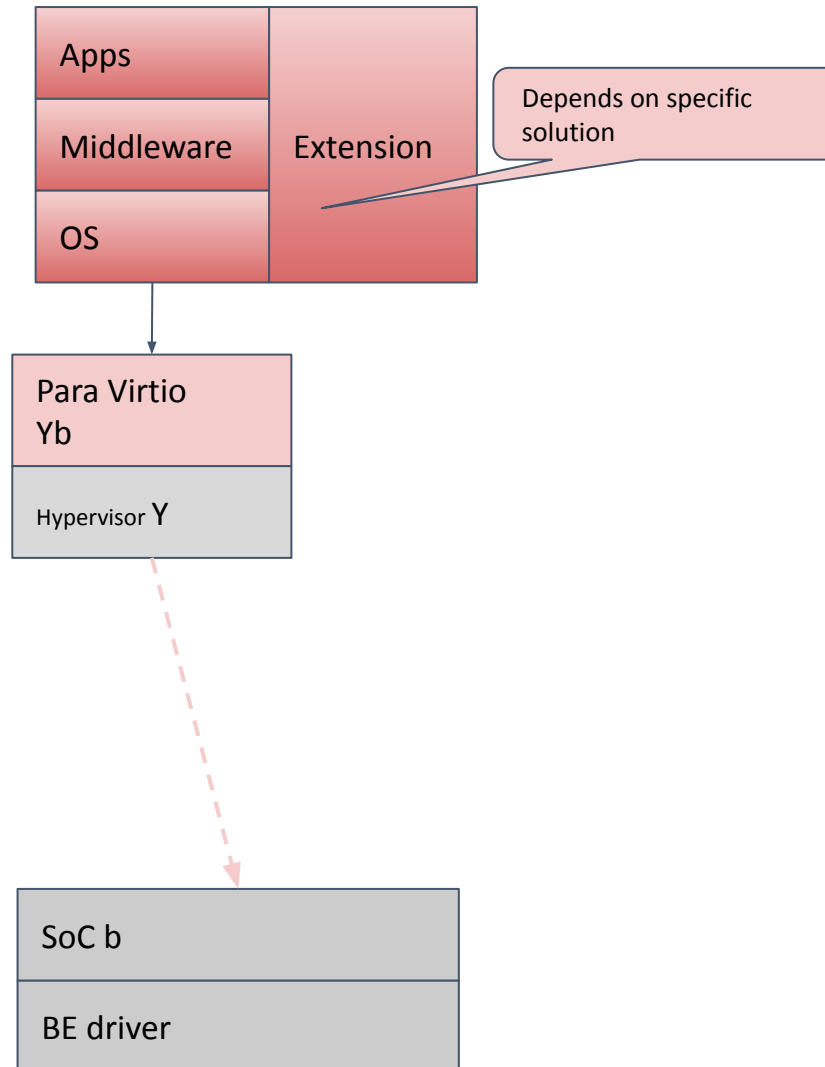 Apps
Depends on specific
solution
Middleware
Extension
OS
Para Virtio
Yb
Hypervisor Y
SoC b
BE driver